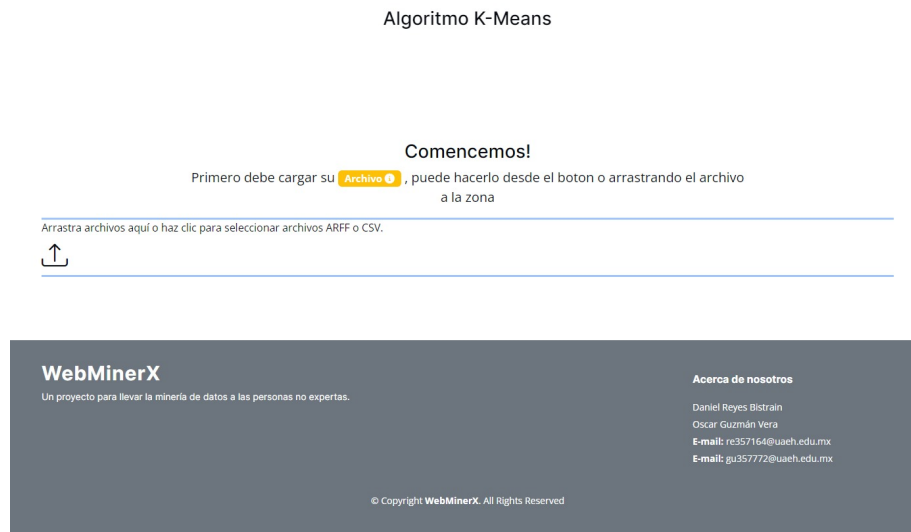 Algoritmo K-Means
Comencemos!
Primero debe cargar su Archivo , puede hacerlo desde el boton o arrastrando el archivo
a la zona
Arrastra archivos aquí o haz clic para seleccionar archivos ARFF o CSV.
WebMinerX
Un proyecto para llevar la minería de datos a las personas no expertas.
Acerca de nosotros
Daniel Reyes Bistrain
Oscar Guzmán Vera
E-mail: re357164@uaeh.edu.mx
E-mail: gu357772@uaeh.edu.mx
© Copyright WebMinerX. All Rights Reserved